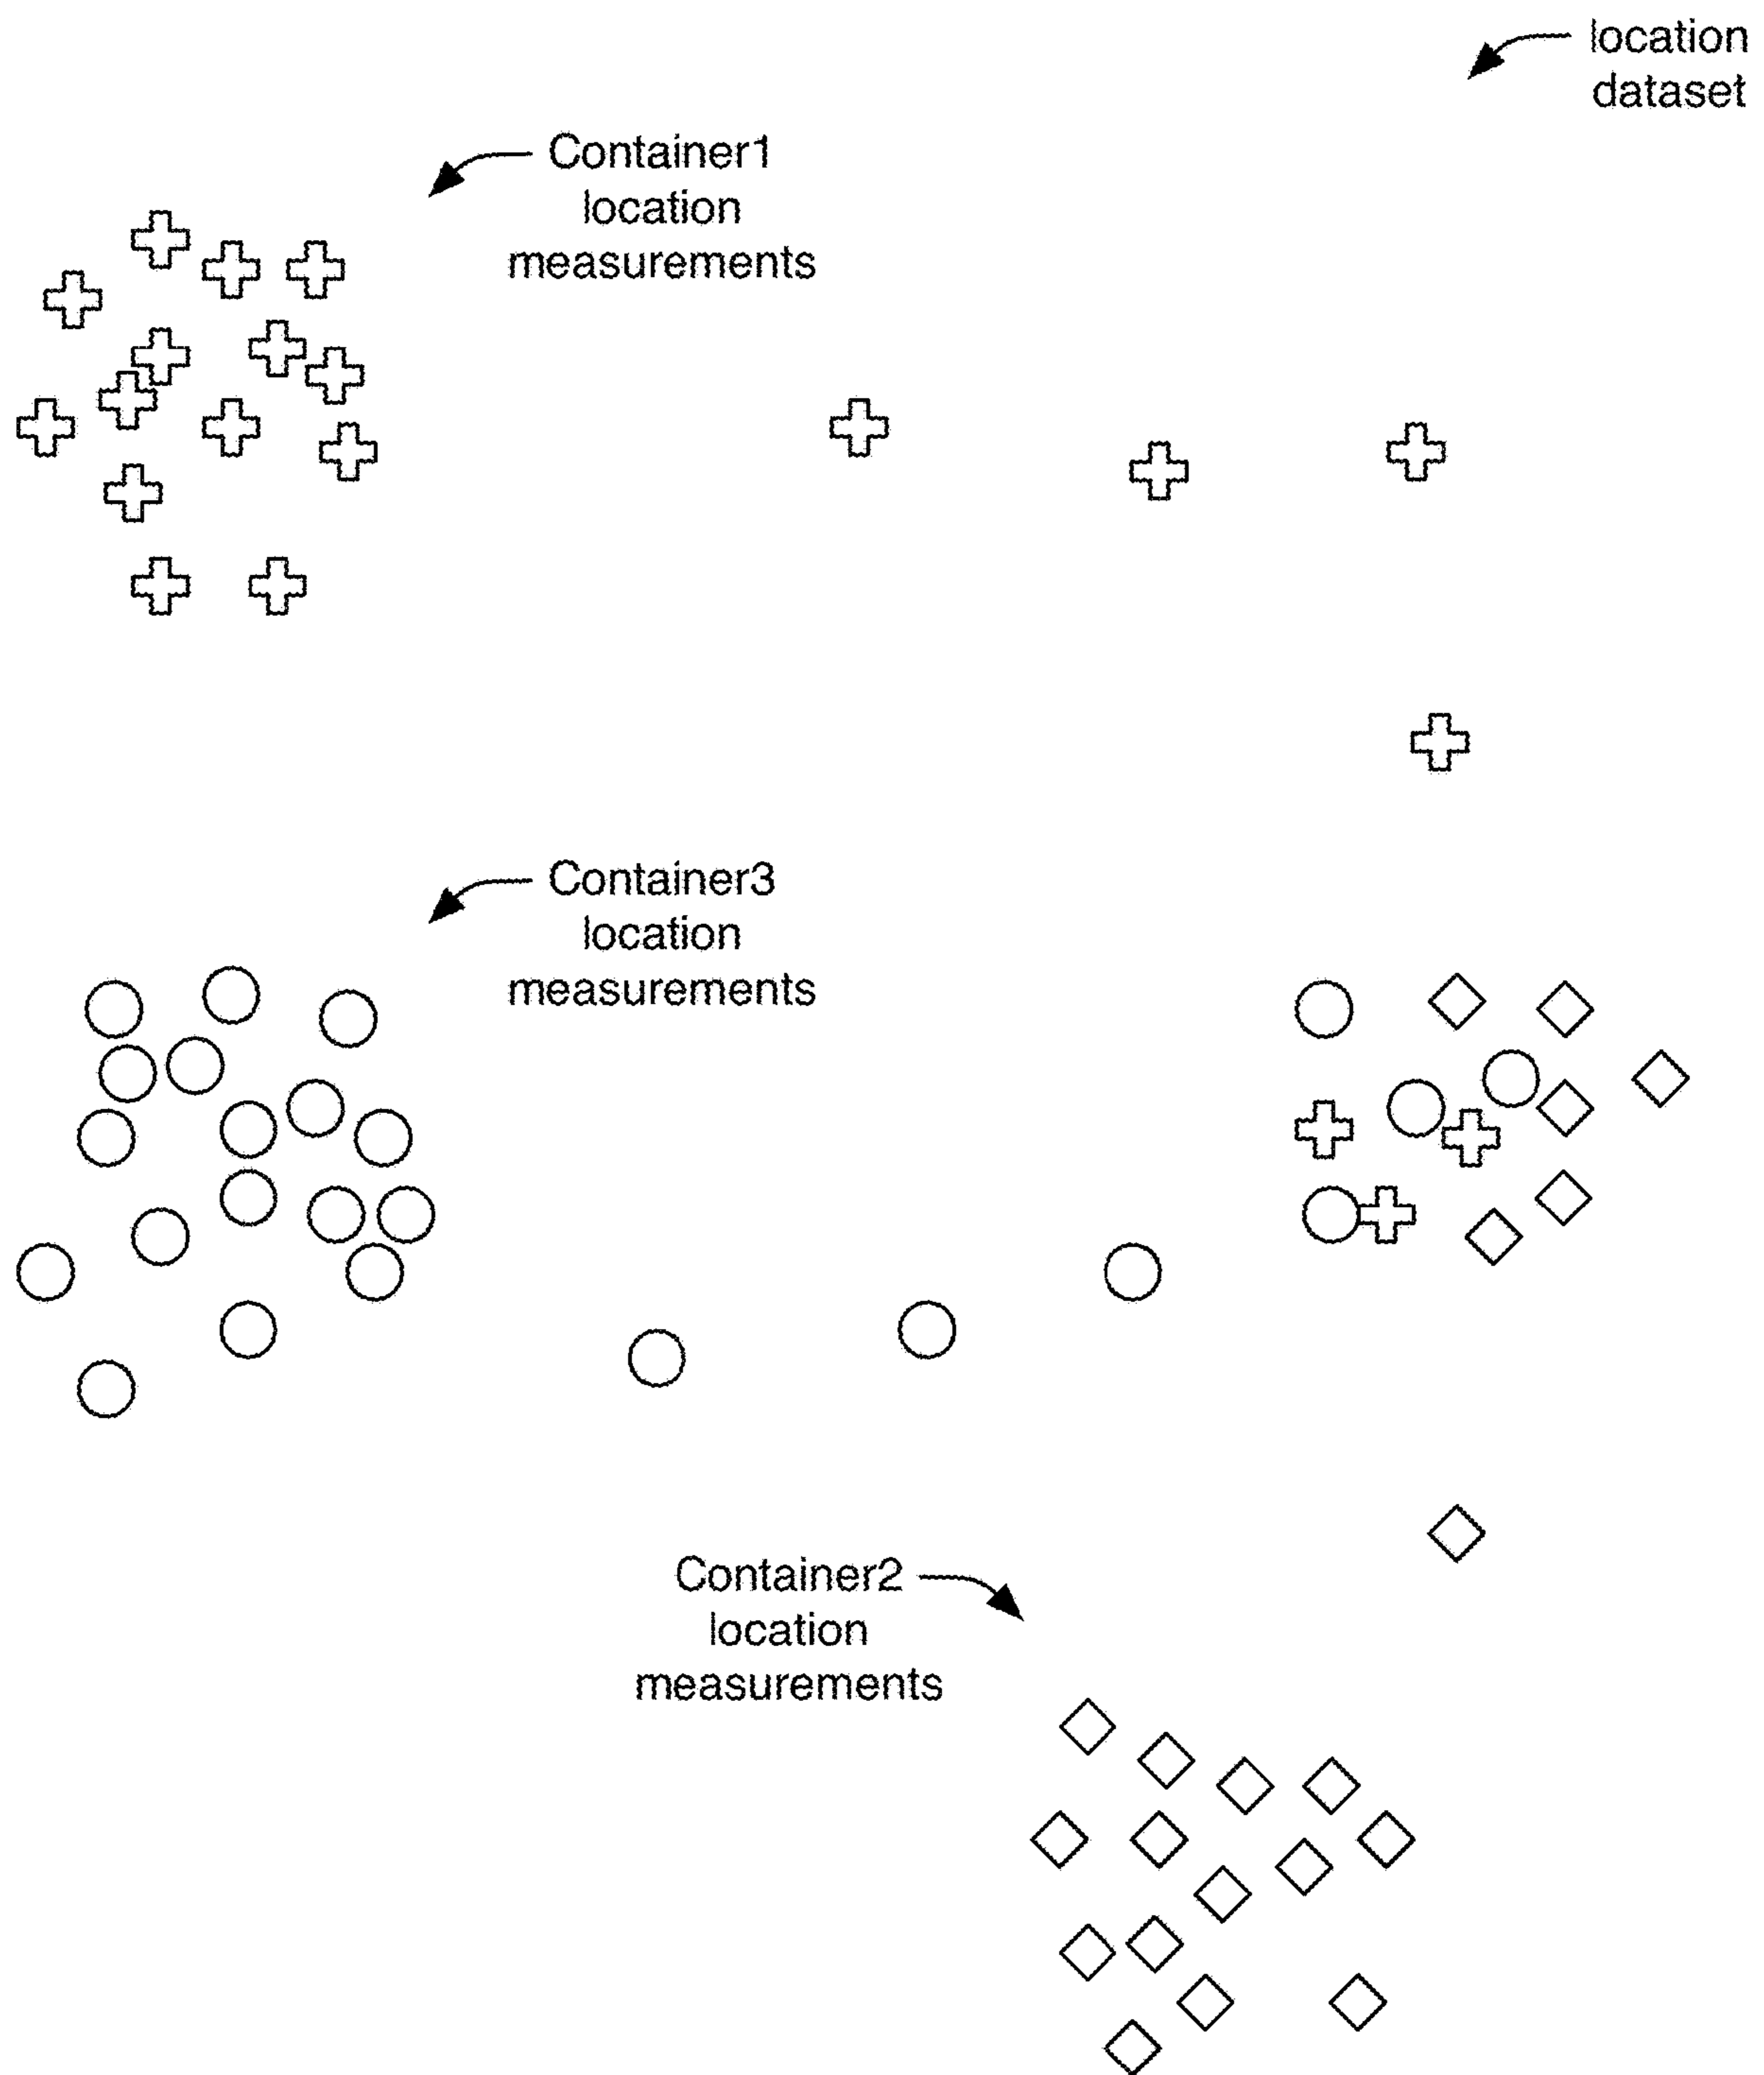 location
dataset
Container1
location
measurements
Container3
location
measurements
Container2
location
measurements